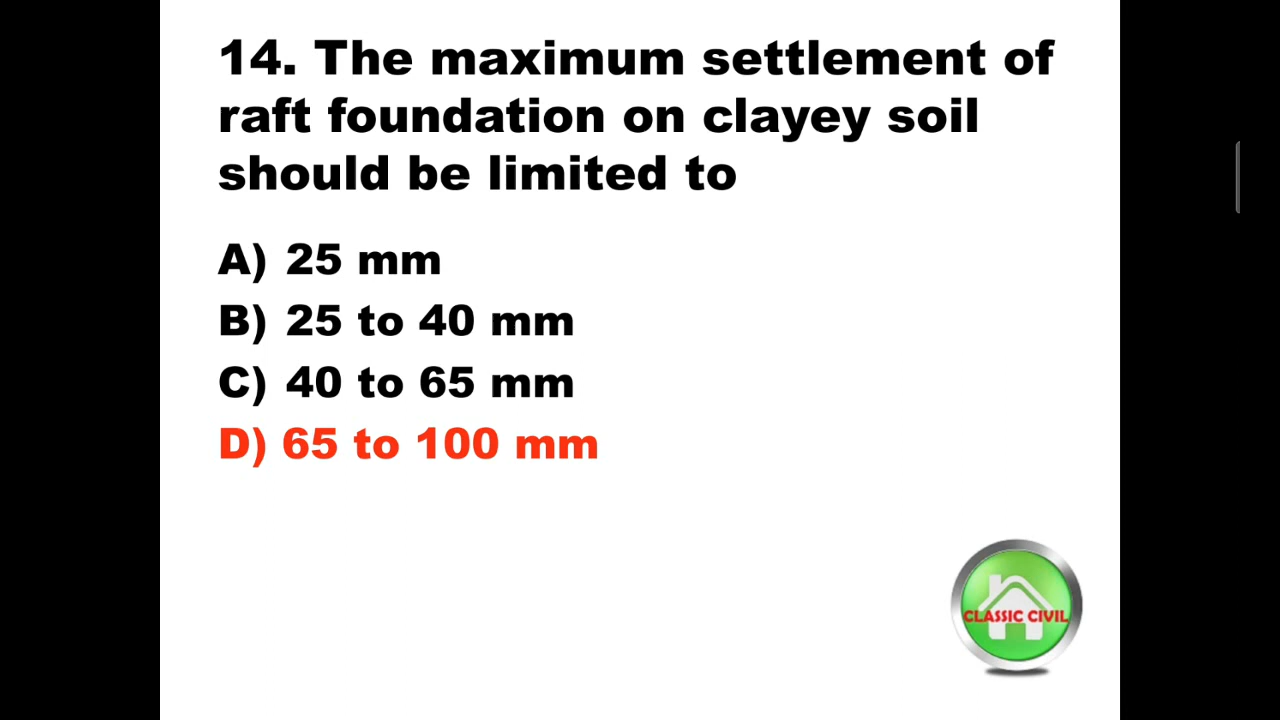 14. The maximum settlement of
raft foundation on clayey soil
should be limited to
A) 25 mm
B) 25 to 40 mm
C) 40 to 65 mm
D) 65 to 100 mm
CLASSIC CIVIL